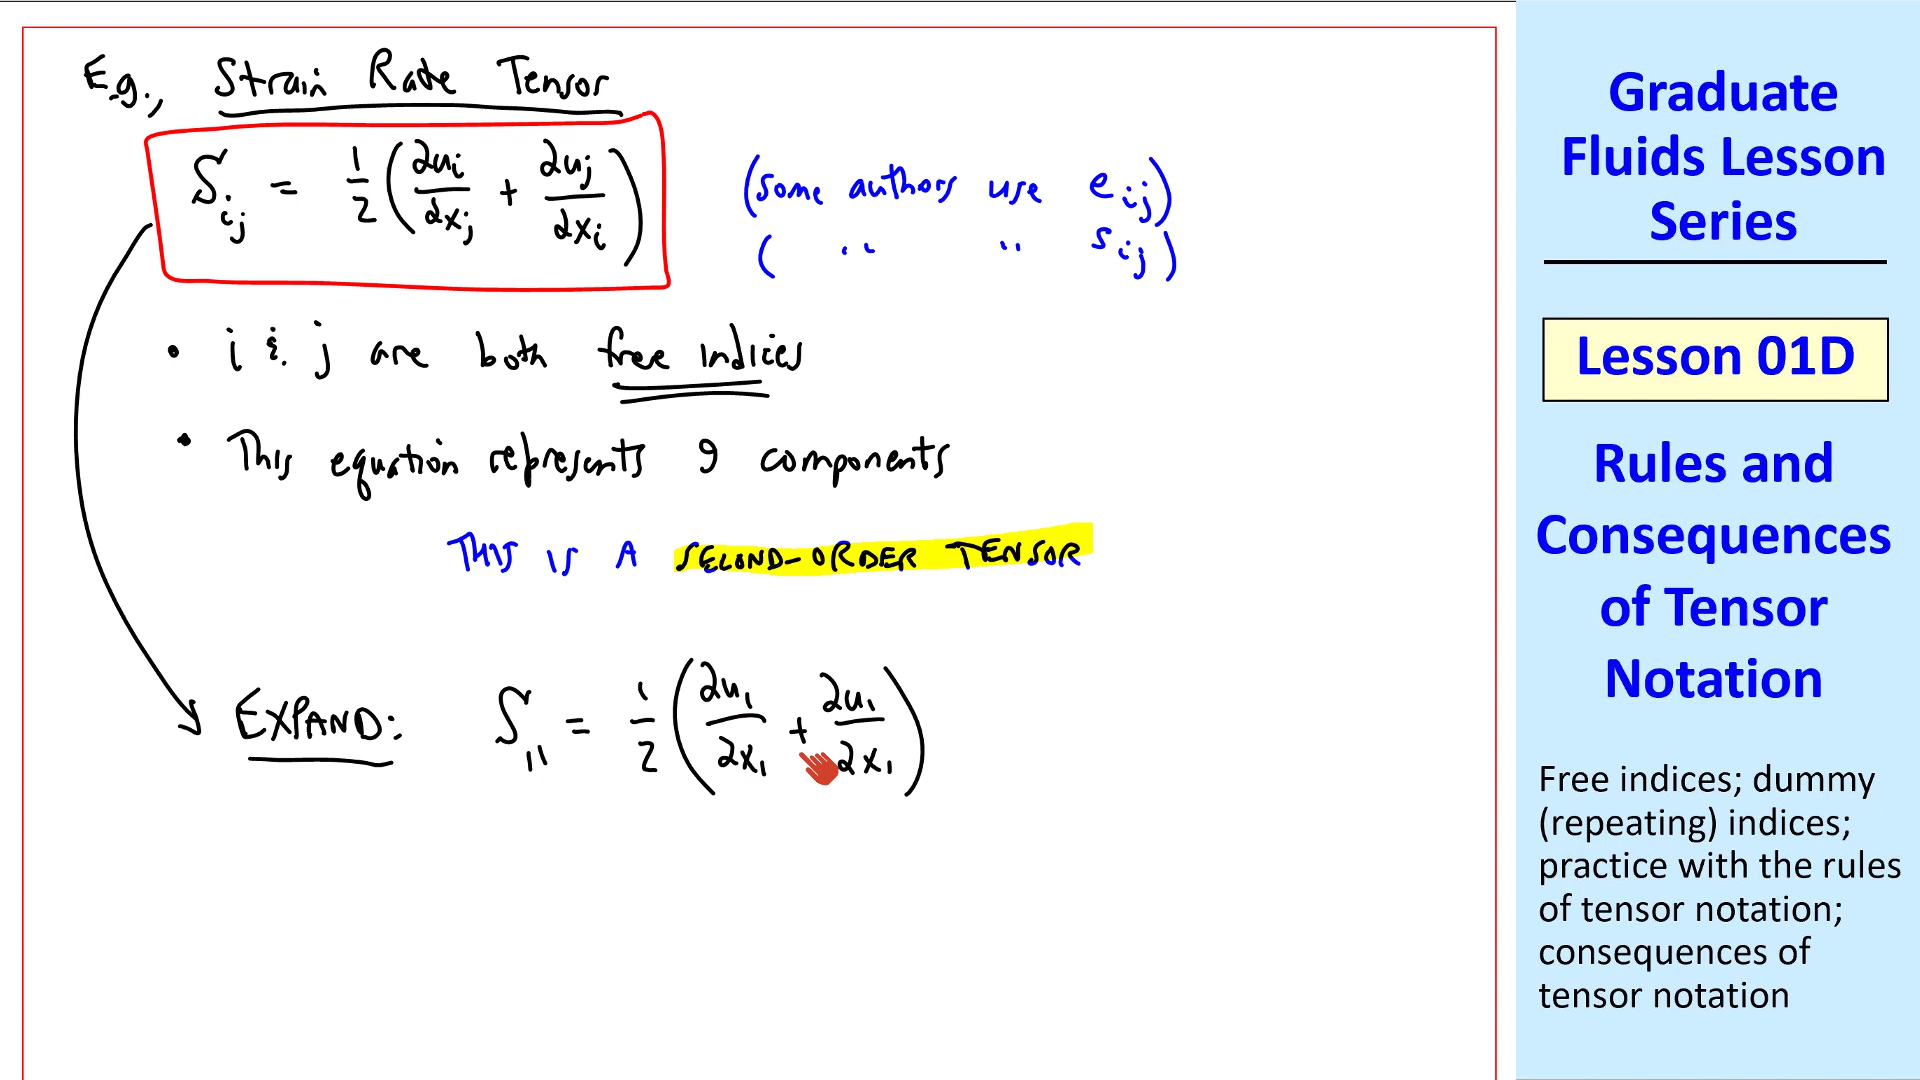 E.g., Strain Rate Tensor
S_ij = 1/2 (∂u_i/∂x_j + ∂u_j/∂x_i)
(some authors use e_ij)
( " " s_ij)
• i & j are both free indices
• This equation represents 9 components
THIS IS A SECOND-ORDER TENSOR
EXPAND: S_11 = 1/2 (∂u_1/∂x_1 + ∂u_1/∂x_1)
Graduate
Fluids Lesson
Series
Lesson 01D
Rules and
Consequences
of Tensor
Notation
Free indices; dummy
(repeating) indices;
practice with the rules
of tensor notation;
consequences of
tensor notation